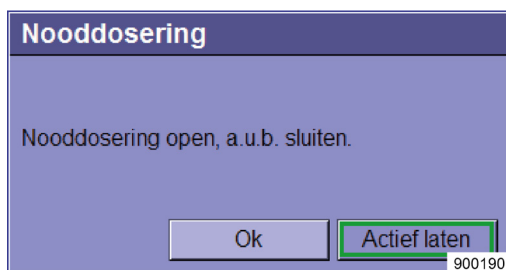 Nooddosering
Nooddosering open, a.u.b. sluiten.
Ok Actief laten
900190